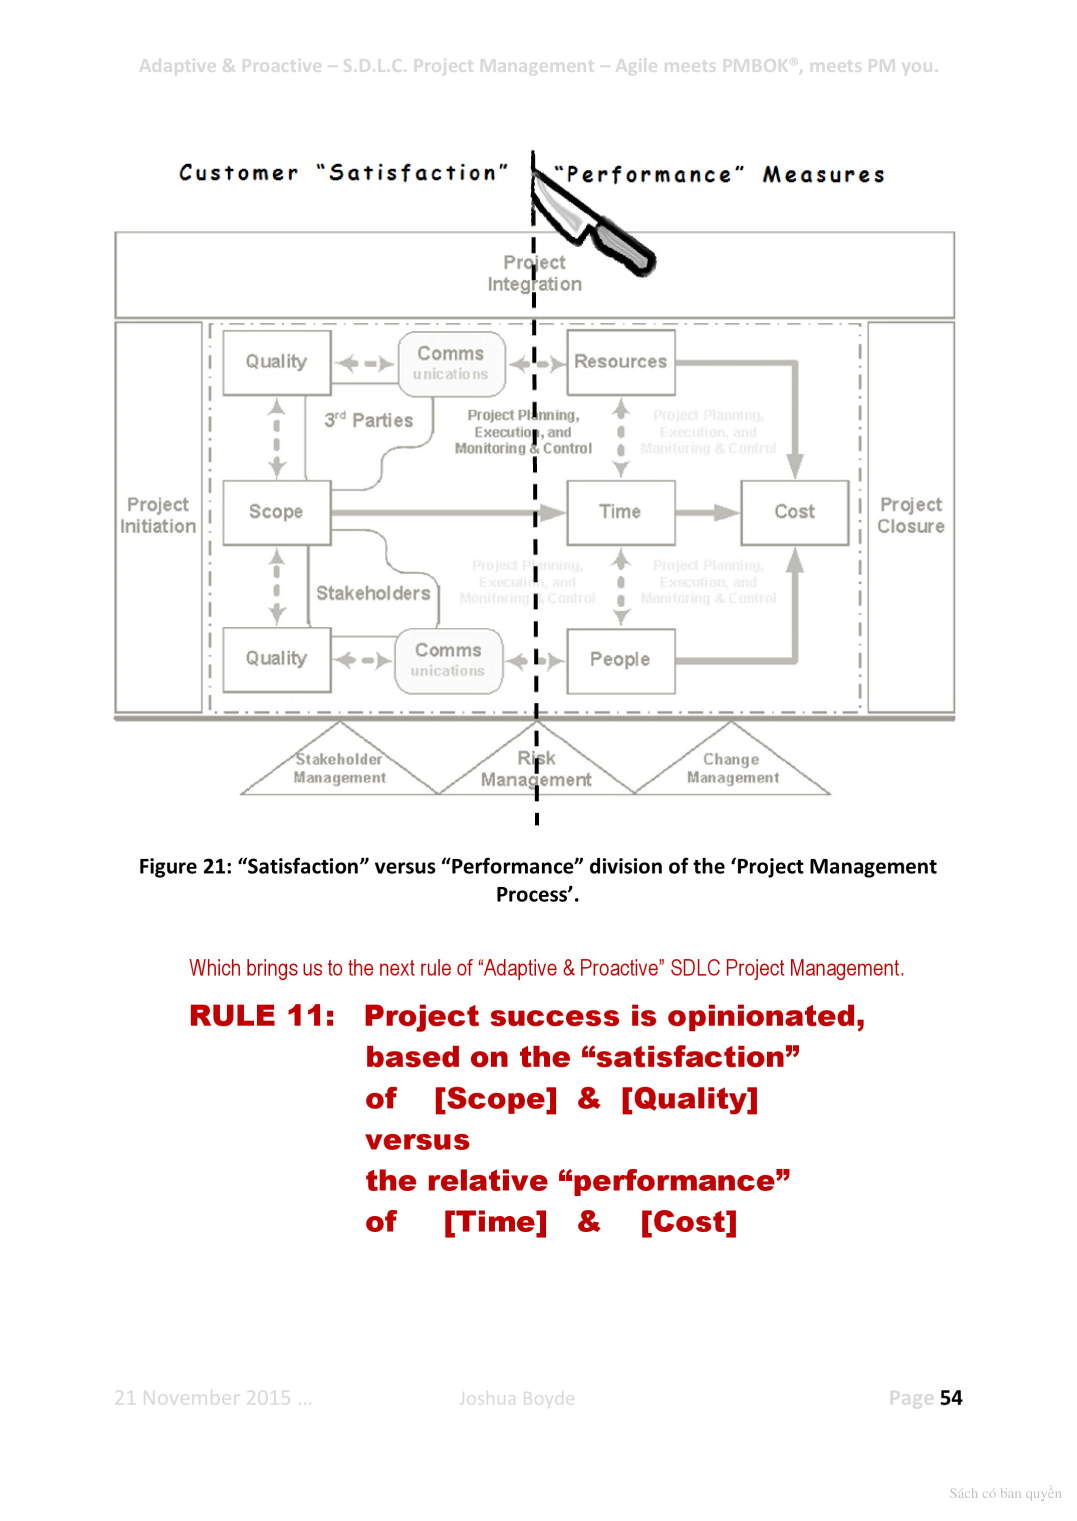 Adaptive & Proactive – S.D.L.C. Project Management – Agile meets PMBOK®, meets PM you.
Customer “Satisfaction”
“Performance” Measures
Project
Integration
Quality
Comms
unications
Resources
3rd Parties
Project Planning,
Execution, and
Monitoring & Control
Project Planning,
Execution, and
Monitoring & Control
Project
Initiation
Scope
Time
Cost
Project
Closure
Project Planning,
Execution, and
Monitoring & Control
Project Planning,
Execution, and
Monitoring & Control
Stakeholders
Quality
Comms
unications
People
Stakeholder
Management
Risk
Management
Change
Management
Figure 21: “Satisfaction” versus “Performance” division of the ‘Project Management
Process’.
Which brings us to the next rule of “Adaptive & Proactive” SDLC Project Management.
RULE 11: Project success is opinionated,
based on the “satisfaction”
of [Scope] & [Quality]
versus
the relative “performance”
of [Time] & [Cost]
21 November 2015 ... Joshua Boyde Page 54
Sách có bản quyền